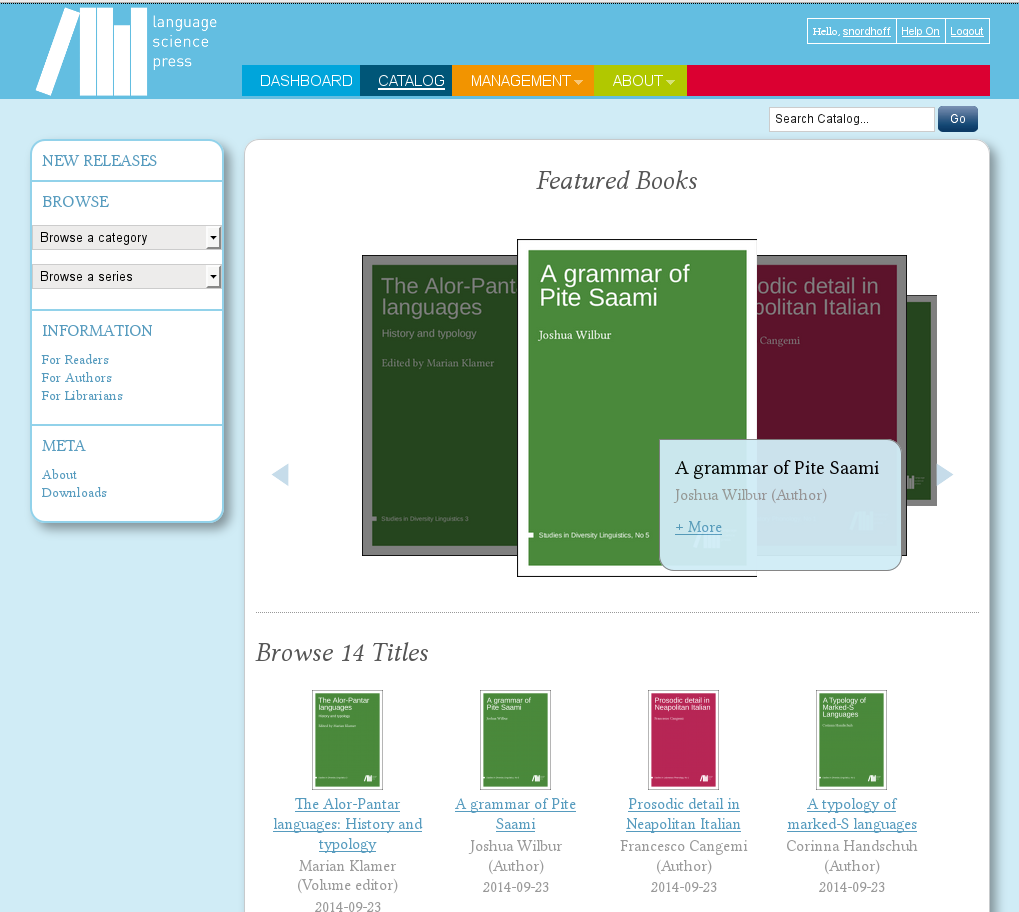 language
science
press
Hello, snordhoff Help On Logout
DASHBOARD CATALOG MANAGEMENT ABOUT
Search Catalog... Go
NEW RELEASES
BROWSE
Browse a category
Browse a series
INFORMATION
For Readers
For Authors
For Librarians
META
About
Downloads
Featured Books
The Alor-Pant
languages
History and typology
Edited by Marian Klamer
Studies in Diversity Linguistics 3
A grammar of
Pite Saami
Joshua Wilbur
Studies in Diversity Linguistics, No 5
odic detail in
politan Italian
Cangemi
A grammar of Pite Saami
Joshua Wilbur (Author)
+ More
Browse 14 Titles
The Alor-Pantar
languages
History and typology
Edited by Marian Klamer
A grammar of
Pite Saami
Joshua Wilbur
Prosodic detail in
Neapolitan Italian
Francesco Cangemi
A Typology of
Marked-S
Languages
Corinna Handschuh
The Alor-Pantar
languages: History and
typology
Marian Klamer
(Volume editor)
2014-09-23
A grammar of Pite
Saami
Joshua Wilbur
(Author)
2014-09-23
Prosodic detail in
Neapolitan Italian
Francesco Cangemi
(Author)
2014-09-23
A typology of
marked-S languages
Corinna Handschuh
(Author)
2014-09-23